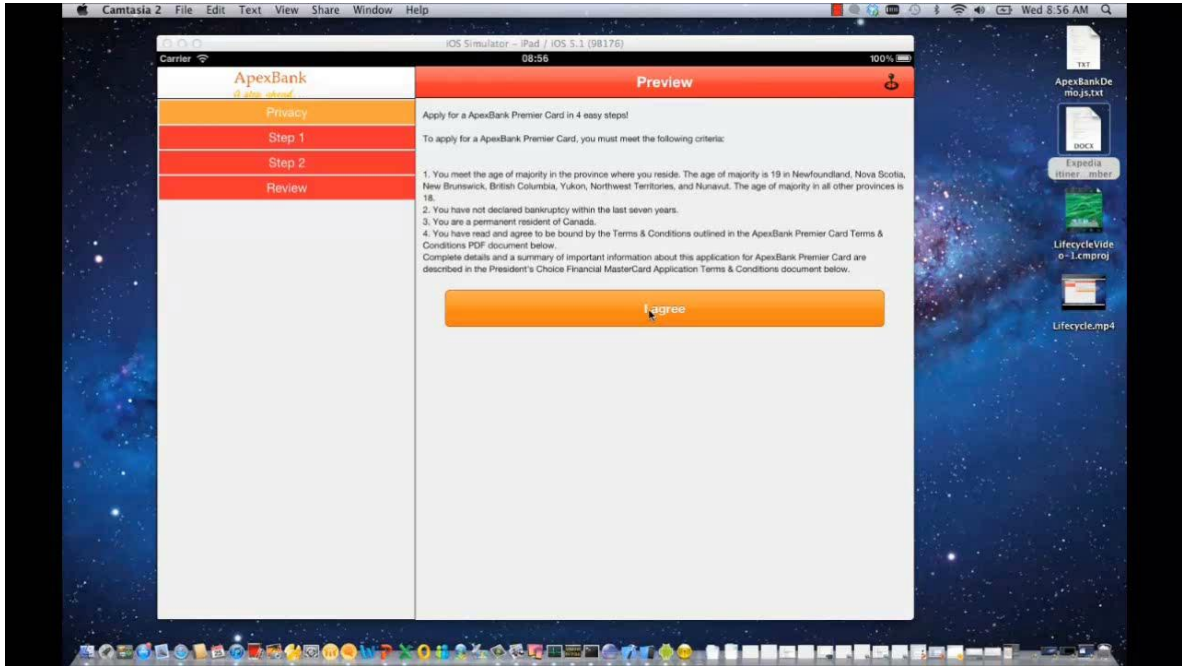 Camtasia 2 File Edit Text View Share Window Help Wed 8:56 AM
iOS Simulator – iPad / iOS 5.1 (98176)
Carrier 08:56 100%
ApexBank
A step ahead...
Preview
Privacy
Step 1
Step 2
Review
Apply for a ApexBank Premier Card in 4 easy steps!
To apply for a ApexBank Premier Card, you must meet the following criteria:
1. You meet the age of majority in the province where you reside. The age of majority is 19 in Newfoundland, Nova Scotia,
New Brunswick, British Columbia, Yukon, Northwest Territories, and Nunavut. The age of majority in all other provinces is
18.
2. You have not declared bankruptcy within the last seven years.
3. You are a permanent resident of Canada.
4. You have read and agree to be bound by the Terms & Conditions outlined in the ApexBank Premier Card Terms &
Conditions PDF document below.
Complete details and a summary of important information about this application for ApexBank Premier Card are
described in the President's Choice Financial MasterCard Application Terms & Conditions document below.
I agree
TXT
ApexBankDe
mo.js.txt
DOCX
Expedia
itiner...mber
LifecycleVide
o-1.cmproj
Lifecycle.mp4